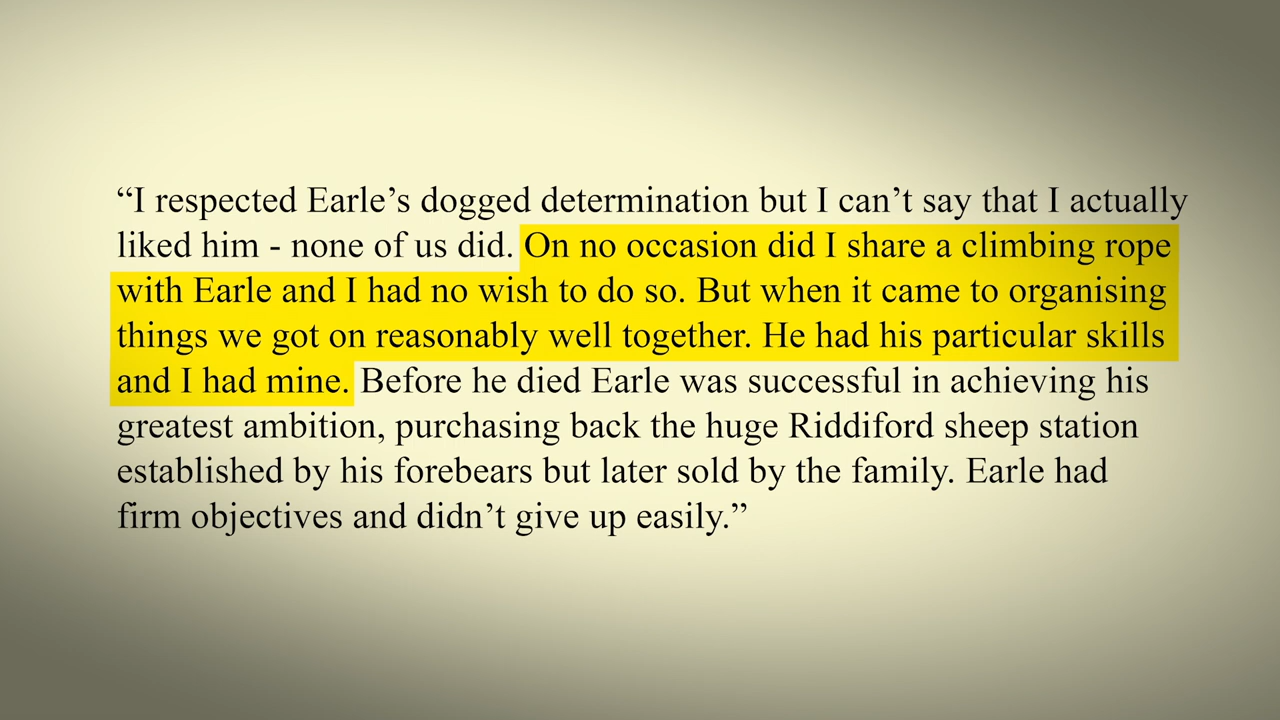 “I respected Earle’s dogged determination but I can’t say that I actually
liked him - none of us did. On no occasion did I share a climbing rope
with Earle and I had no wish to do so. But when it came to organising
things we got on reasonably well together. He had his particular skills
and I had mine. Before he died Earle was successful in achieving his
greatest ambition, purchasing back the huge Riddiford sheep station
established by his forebears but later sold by the family. Earle had
firm objectives and didn’t give up easily.”